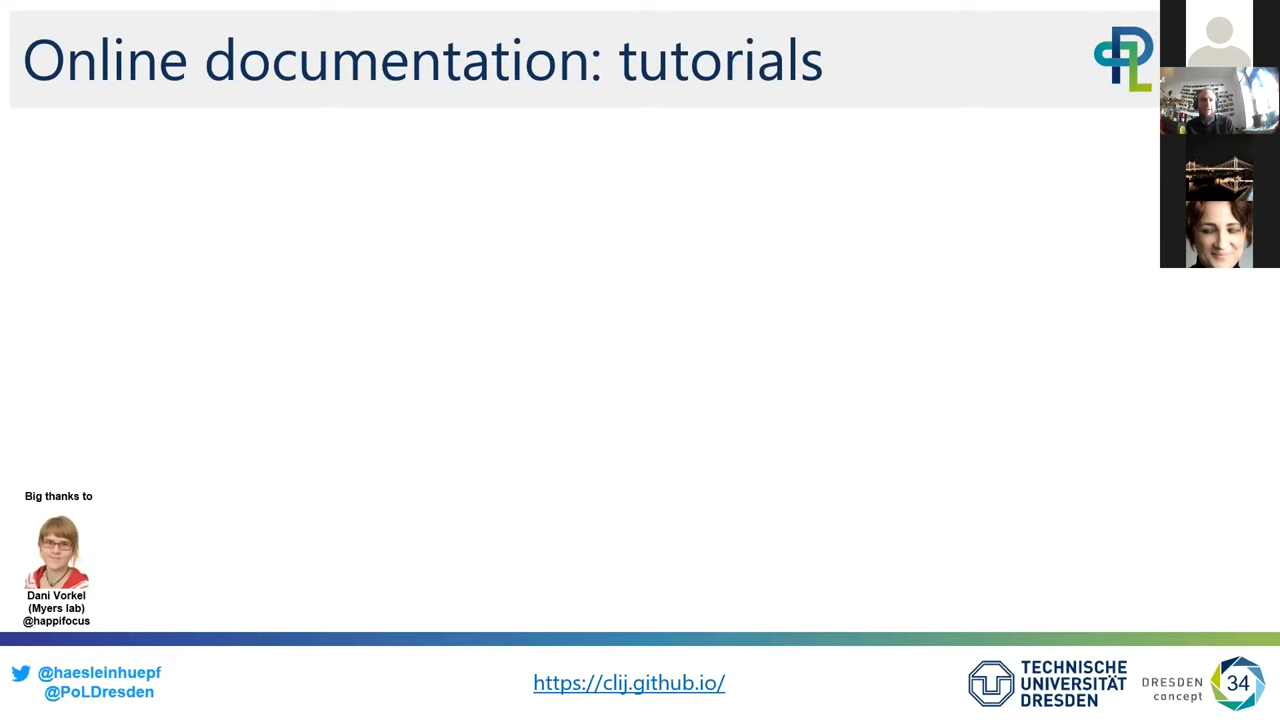 Online documentation: tutorials
Big thanks to
Dani Vorkel
(Myers lab)
@happifocus
@haesleinhuepf
@PoLDresden
https://clij.github.io/
TECHNISCHE
UNIVERSITÄT
DRESDEN
DRESDEN
concept
34